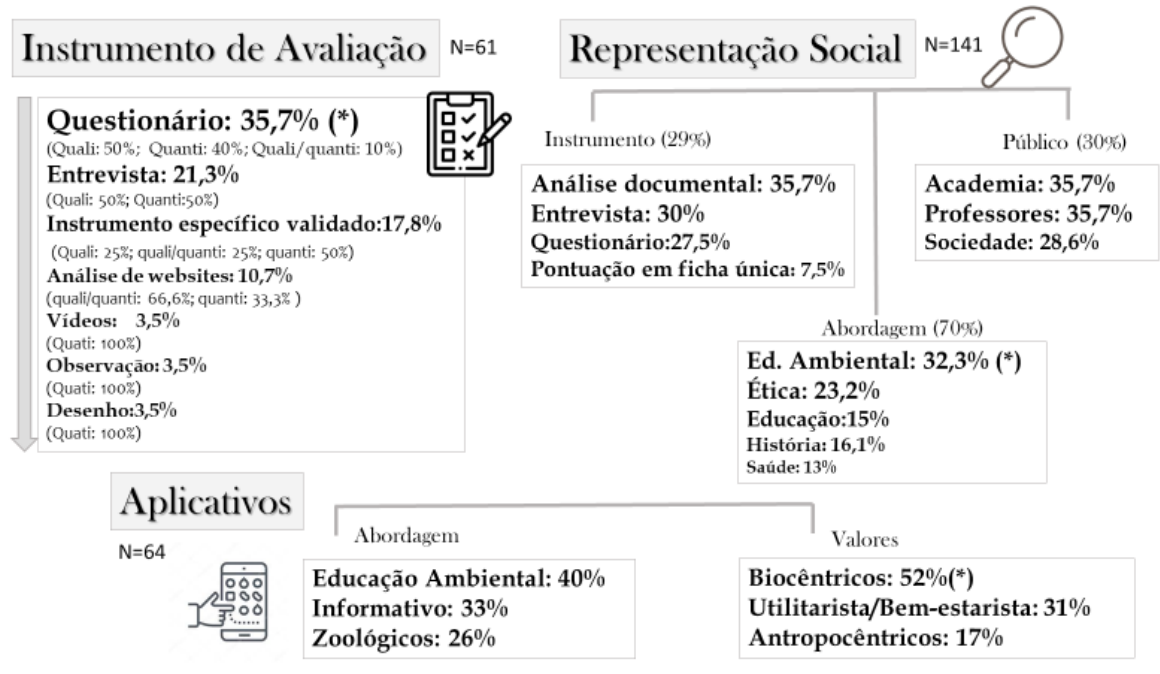 Instrumento de Avaliação N=61
Questionário: 35,7% (*)
(Quali: 50%; Quanti: 40%; Quali/quanti: 10%)
Entrevista: 21,3%
(Quali: 50%; Quanti:50%)
Instrumento específico validado:17,8%
(Quali: 25%; quali/quanti: 25%; quanti: 50%)
Análise de websites: 10,7%
(quali/quanti: 66,6%; quanti: 33,3% )
Vídeos: 3,5%
(Quati: 100%)
Observação: 3,5%
(Quati: 100%)
Desenho:3,5%
(Quati: 100%)
Representação Social N=141
Instrumento (29%)
Análise documental: 35,7%
Entrevista: 30%
Questionário:27,5%
Pontuação em ficha única: 7,5%
Público (30%)
Academia: 35,7%
Professores: 35,7%
Sociedade: 28,6%
Abordagem (70%)
Ed. Ambiental: 32,3% (*)
Ética: 23,2%
Educação:15%
História: 16,1%
Saúde: 13%
Aplicativos
N=64
Abordagem
Educação Ambiental: 40%
Informativo: 33%
Zoológicos: 26%
Valores
Biocêntricos: 52%(*)
Utilitarista/Bem-estarista: 31%
Antropocêntricos: 17%